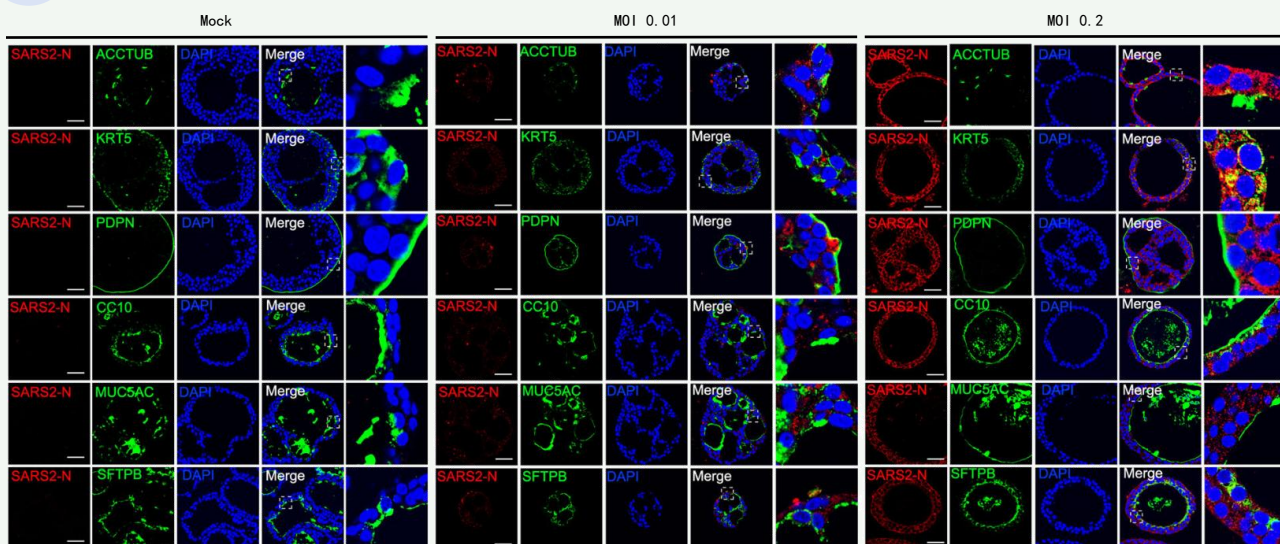 Mock MOI 0.01 MOI 0.2
SARS2-N ACCTUB DAPI Merge SARS2-N ACCTUB DAPI Merge SARS2-N ACCTUB DAPI Merge
SARS2-N KRT5 DAPI Merge SARS2-N KRT5 DAPI Merge SARS2-N KRT5 DAPI Merge
SARS2-N PDPN DAPI Merge SARS2-N PDPN DAPI Merge SARS2-N PDPN DAPI Merge
SARS2-N CC10 DAPI Merge SARS2-N CC10 DAPI Merge SARS2-N CC10 DAPI Merge
SARS2-N MUC5AC DAPI Merge SARS2-N MUC5AC DAPI Merge SARS2-N MUC5AC DAPI Merge
SARS2-N SFTPB DAPI Merge SARS2-N SFTPB DAPI Merge SARS2-N SFTPB DAPI Merge